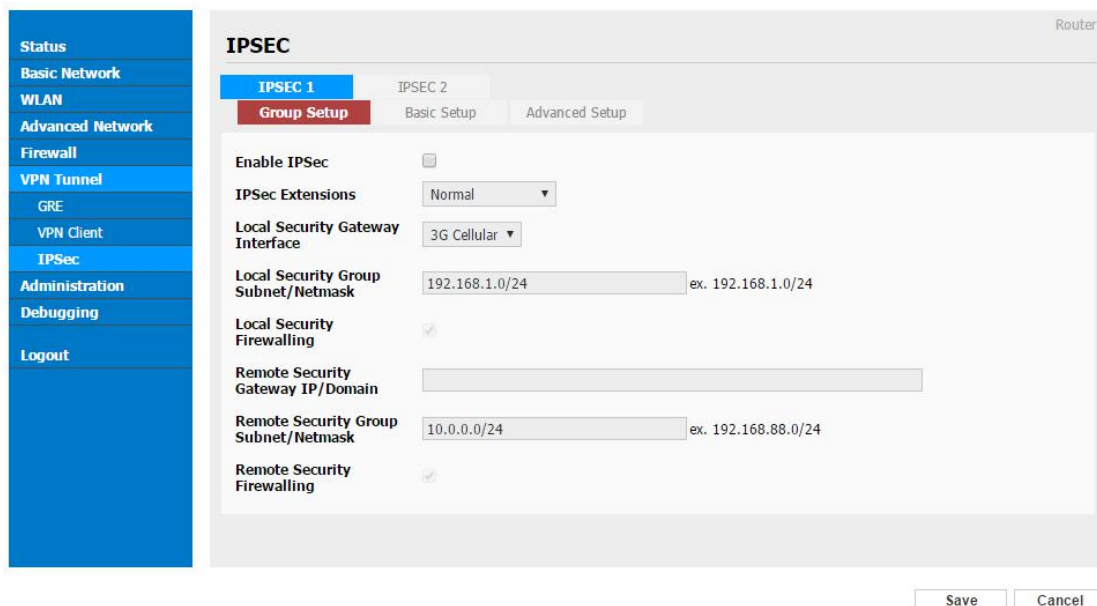 Router
Status
Basic Network
WLAN
Advanced Network
Firewall
VPN Tunnel
GRE
VPN Client
IPSec
Administration
Debugging
Logout
IPSEC
IPSEC 1 IPSEC 2
Group Setup Basic Setup Advanced Setup
Enable IPSec
IPSec Extensions Normal
Local Security Gateway
Interface
3G Cellular
Local Security Group
Subnet/Netmask
192.168.1.0/24 ex. 192.168.1.0/24
Local Security
Firewalling
Remote Security
Gateway IP/Domain
Remote Security Group
Subnet/Netmask
10.0.0.0/24 ex. 192.168.88.0/24
Remote Security
Firewalling
Save Cancel